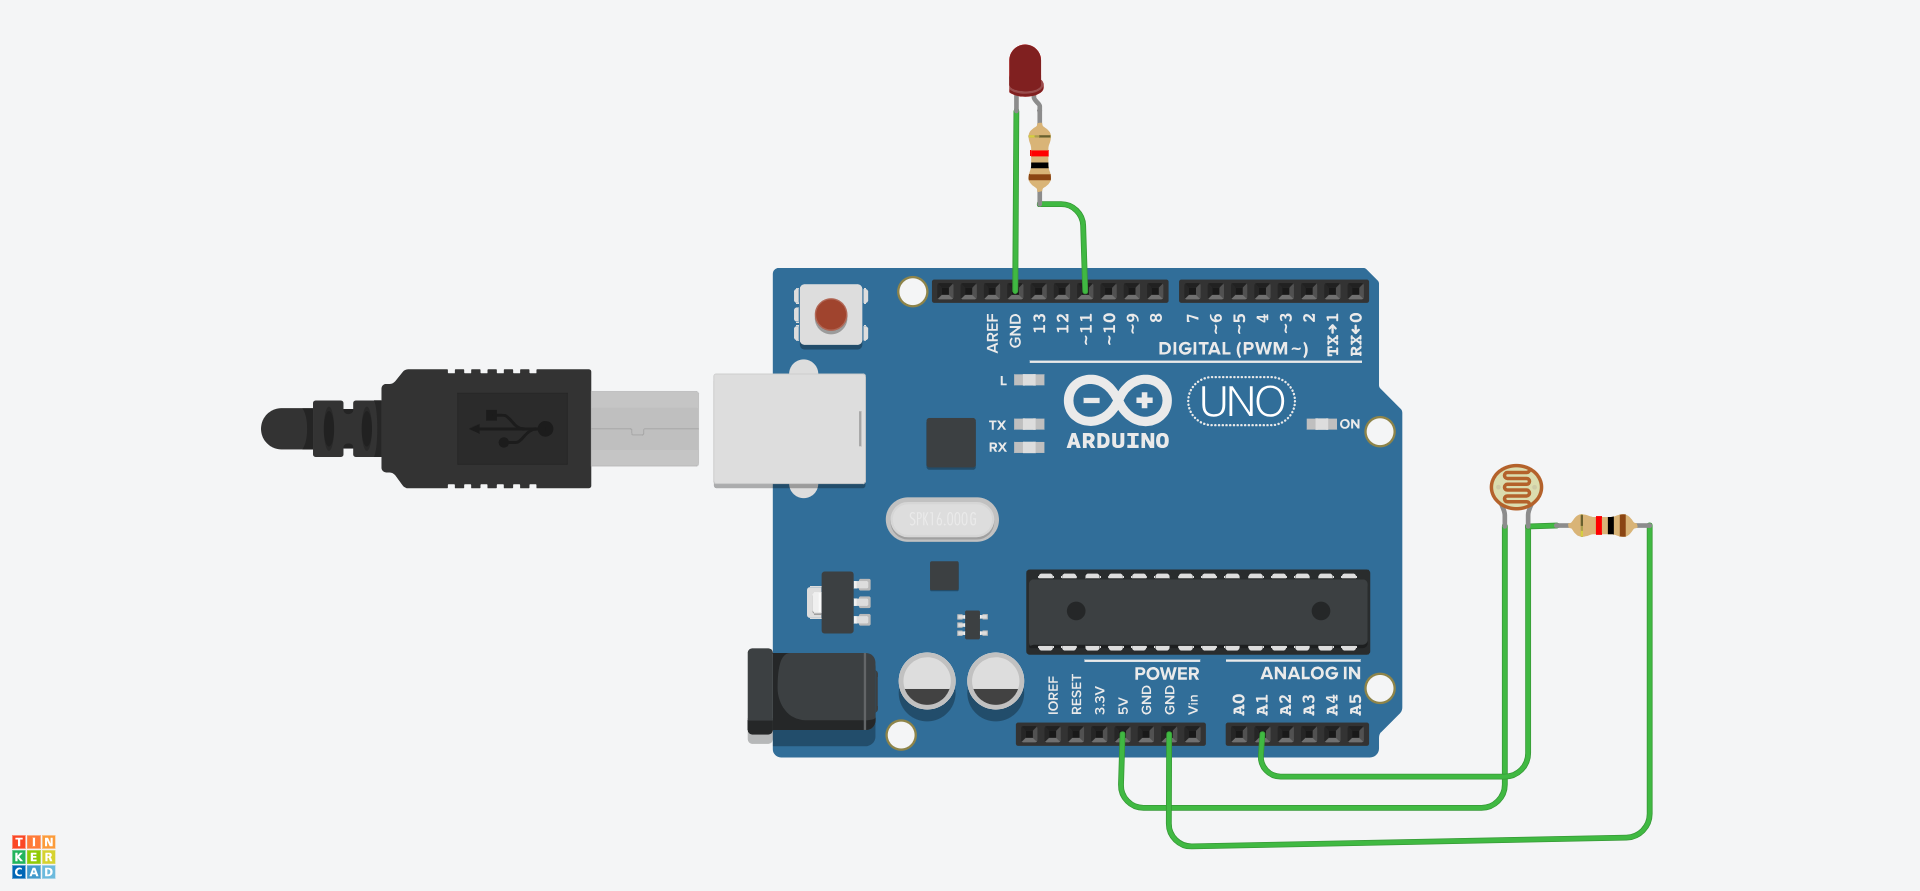 AREF
GND
13
12
~11
~10
~9
8
7
~6
~5
4
~3
2
TX→1
RX←0
DIGITAL (PWM~)
L
TX
RX
ARDUINO
UNO
ON
SPK16.000G
POWER
ANALOG IN
IOREF
RESET
3.3V
5V
GND
GND
Vin
A0
A1
A2
A3
A4
A5
TIN
KER
CAD